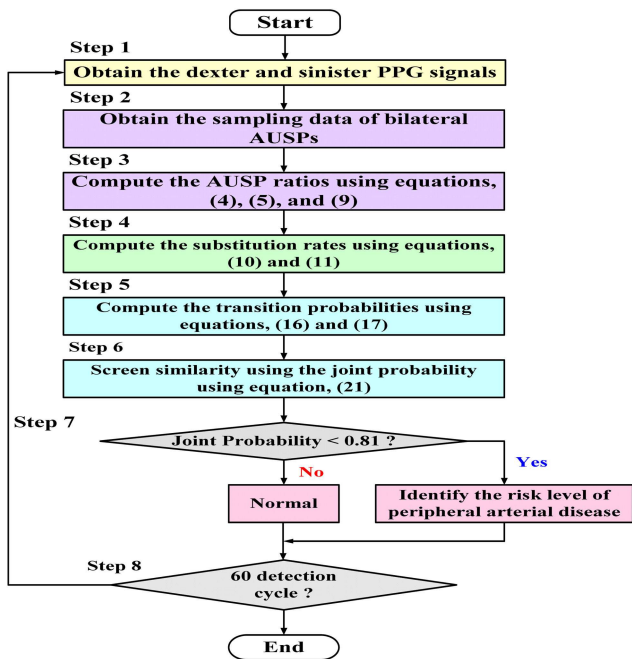 Start
Step 1
Obtain the dexter and sinister PPG signals
Step 2
Obtain the sampling data of bilateral
AUSPs
Step 3
Compute the AUSP ratios using equations,
(4), (5), and (9)
Step 4
Compute the substitution rates using equations,
(10) and (11)
Step 5
Compute the transition probabilities using
equations, (16) and (17)
Step 6
Screen similarity using the joint probability
using equation, (21)
Step 7
Joint Probability < 0.81 ?
No
Yes
Normal
Identify the risk level of
peripheral arterial disease
Step 8
60 detection
cycle ?
End